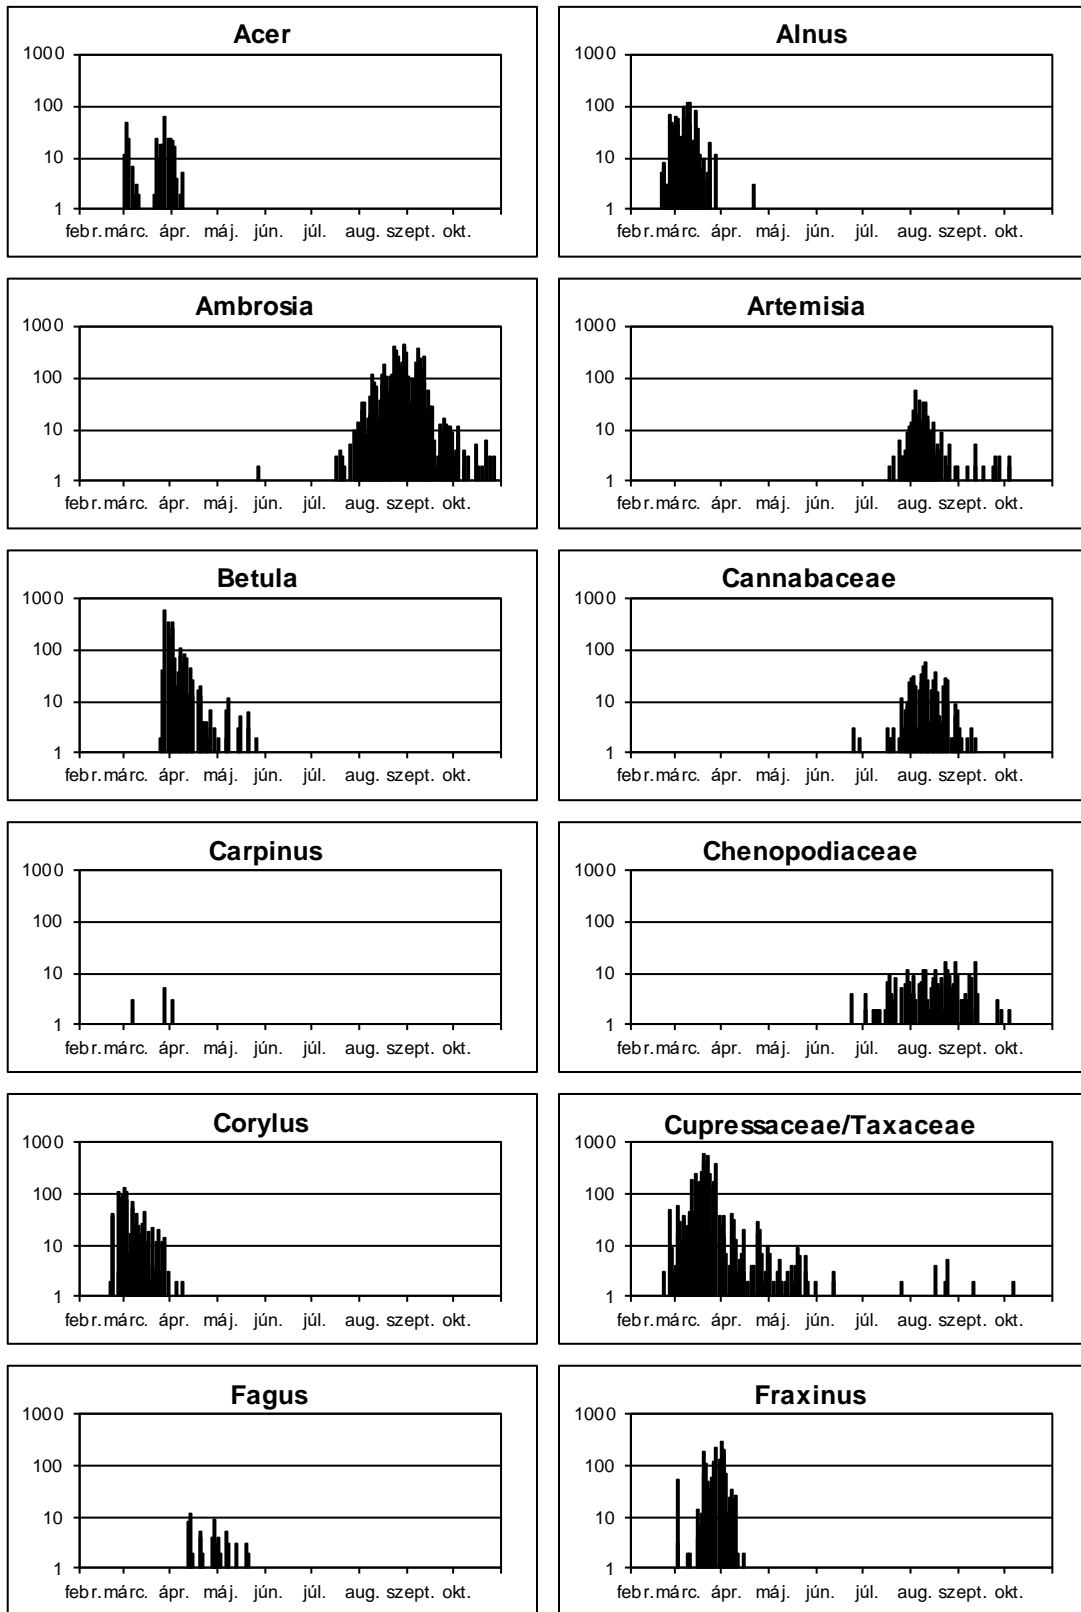 Acer
1000
100
10
1
febr. márc. ápr. máj. jún. júl. aug. szept. okt.
Alnus
1000
100
10
1
febr. márc. ápr. máj. jún. júl. aug. szept. okt.
Ambrosia
1000
100
10
1
febr. márc. ápr. máj. jún. júl. aug. szept. okt.
Artemisia
1000
100
10
1
febr. márc. ápr. máj. jún. júl. aug. szept. okt.
Betula
1000
100
10
1
febr. márc. ápr. máj. jún. júl. aug. szept. okt.
Cannabaceae
1000
100
10
1
febr. márc. ápr. máj. jún. júl. aug. szept. okt.
Carpinus
1000
100
10
1
febr. márc. ápr. máj. jún. júl. aug. szept. okt.
Chenopodiaceae
1000
100
10
1
febr. márc. ápr. máj. jún. júl. aug. szept. okt.
Corylus
1000
100
10
1
febr. márc. ápr. máj. jún. júl. aug. szept. okt.
Cupressaceae/Taxaceae
1000
100
10
1
febr. márc. ápr. máj. jún. júl. aug. szept. okt.
Fagus
1000
100
10
1
febr. márc. ápr. máj. jún. júl. aug. szept. okt.
Fraxinus
1000
100
10
1
febr. márc. ápr. máj. jún. júl. aug. szept. okt.